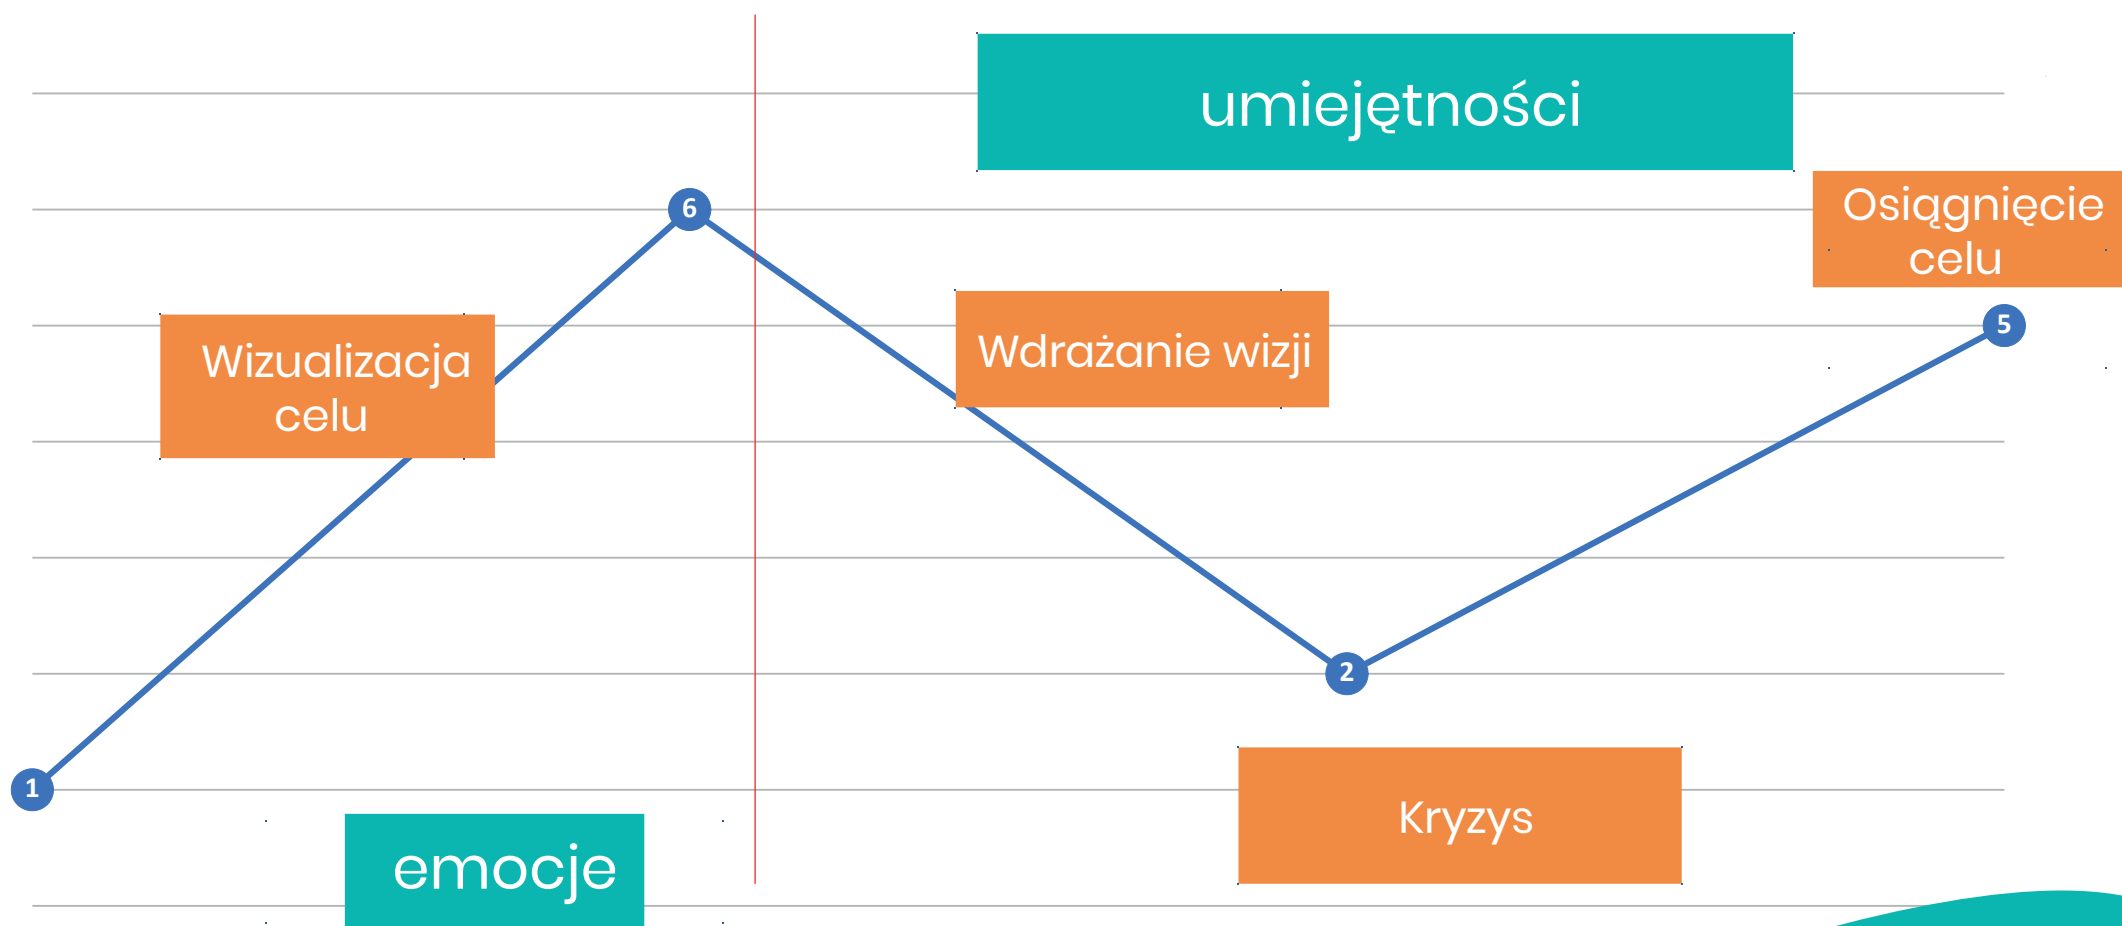 umiejętności
Osiągnięcie
celu
6
5
Wizualizacja
celu
Wdrażanie wizji
2
1
Kryzys
emocje